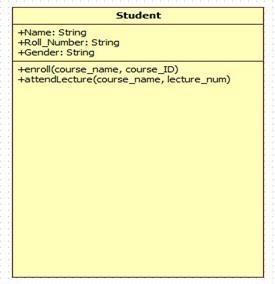 Student
+Name: String
+Roll_Number: String
+Gender: String
+enroll(course_name, course_ID)
+attendLecture(course_name, lecture_num)